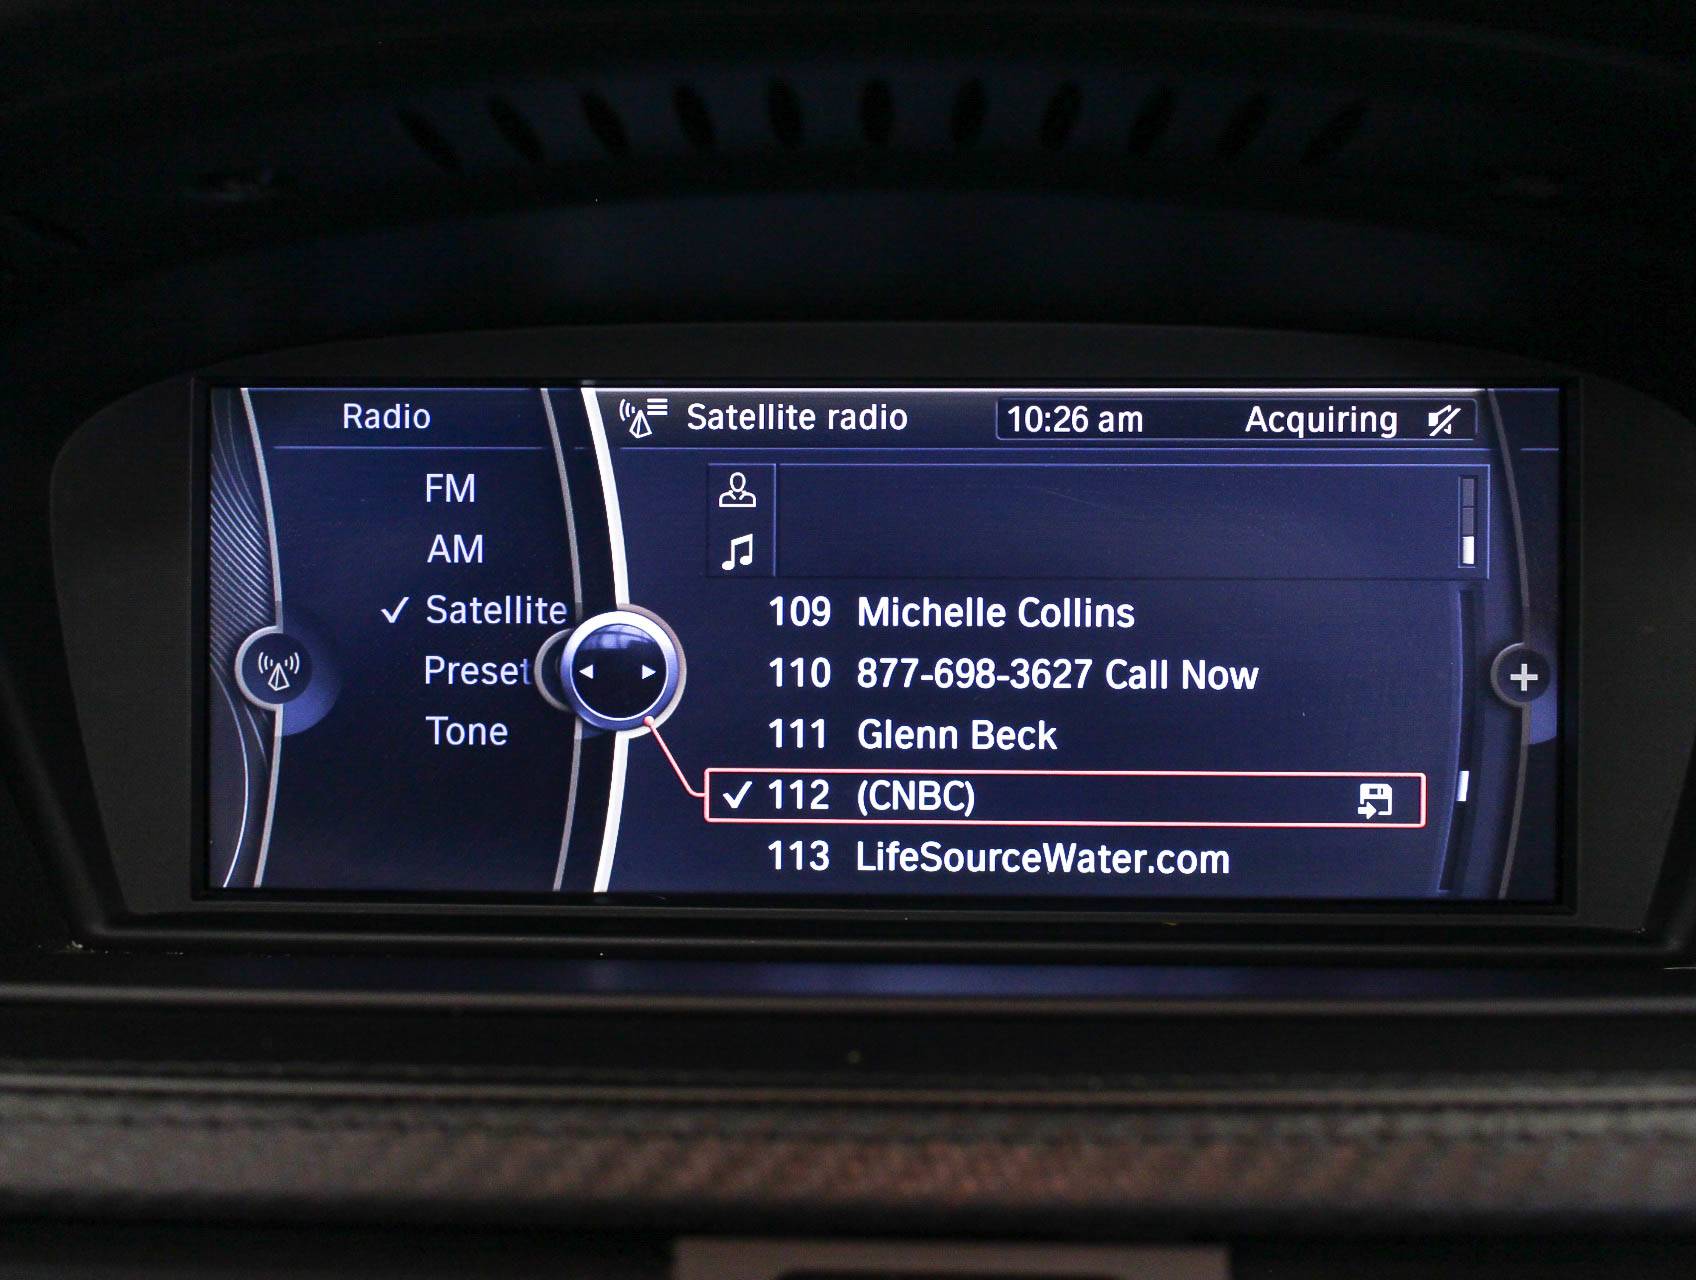 Radio
FM
AM
Satellite
Preset
Tone
Satellite radio
10:26 am Acquiring
109 Michelle Collins
110 877-698-3627 Call Now
111 Glenn Beck
112 (CNBC)
113 LifeSourceWater.com